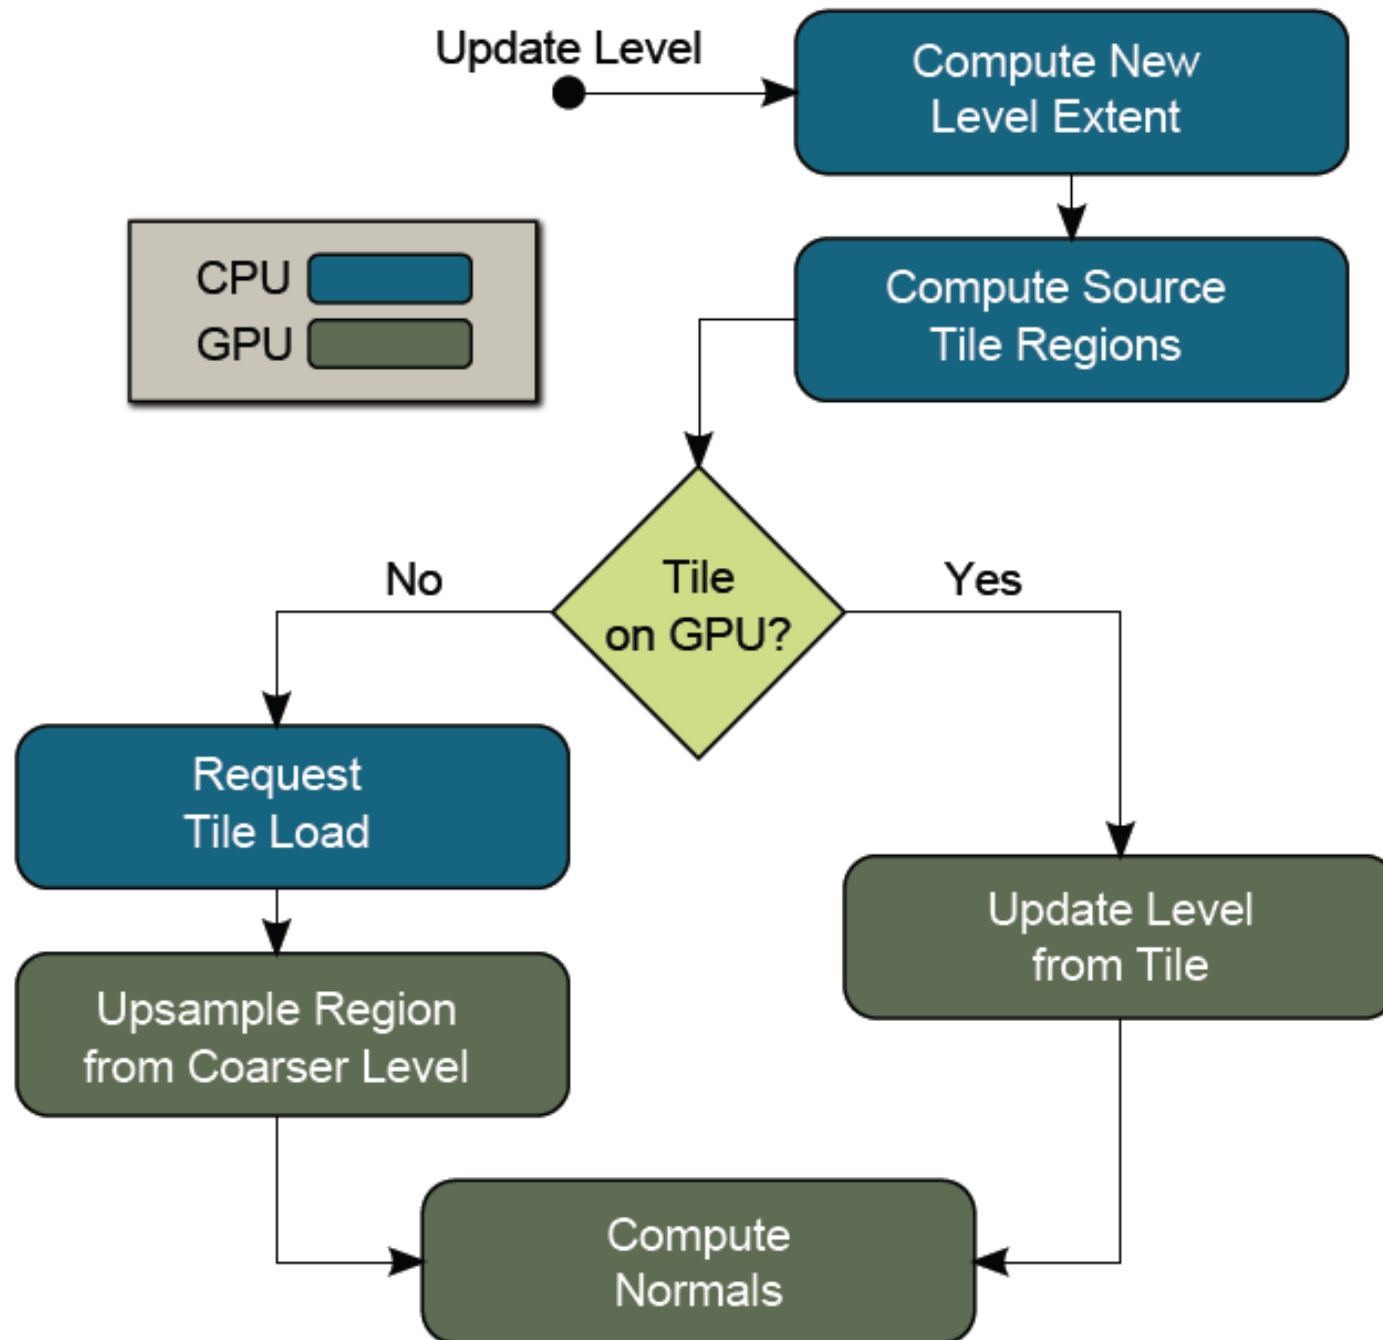 Update Level
Compute New
Level Extent
CPU
GPU
Compute Source
Tile Regions
No
Tile
on GPU?
Yes
Request
Tile Load
Update Level
from Tile
Upsample Region
from Coarser Level
Compute
Normals